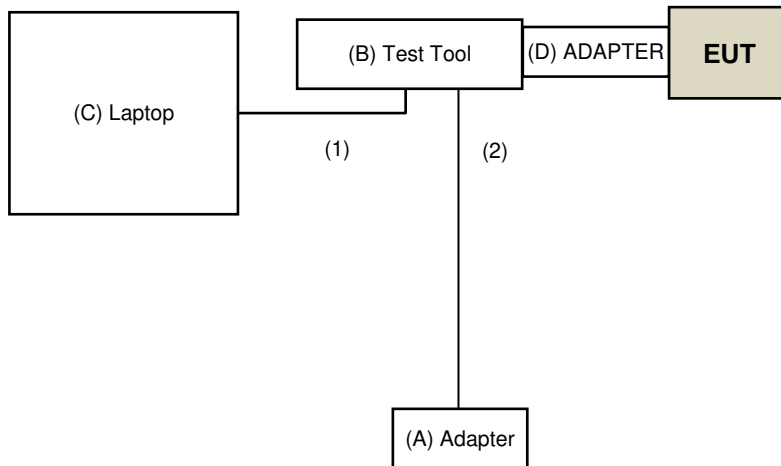 (B) Test Tool
(D) ADAPTER
EUT
(C) Laptop
(1)
(2)
(A) Adapter